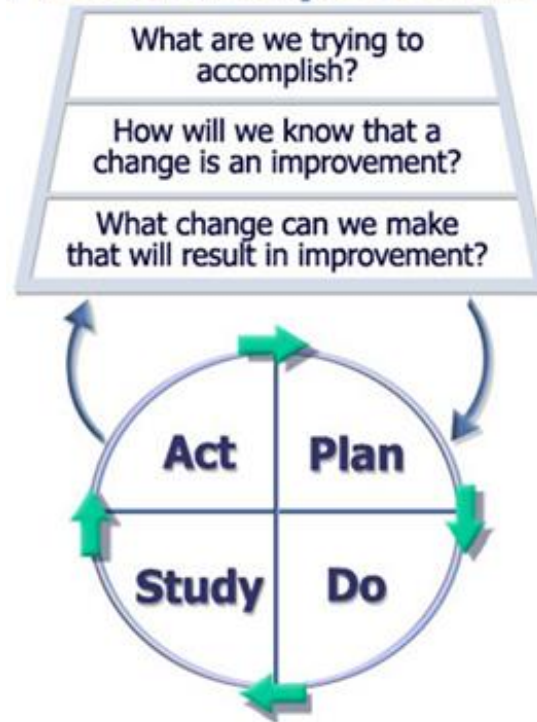 What are we trying to
accomplish?
How will we know that a
change is an improvement?
What change can we make
that will result in improvement?
Act
Plan
Study
Do